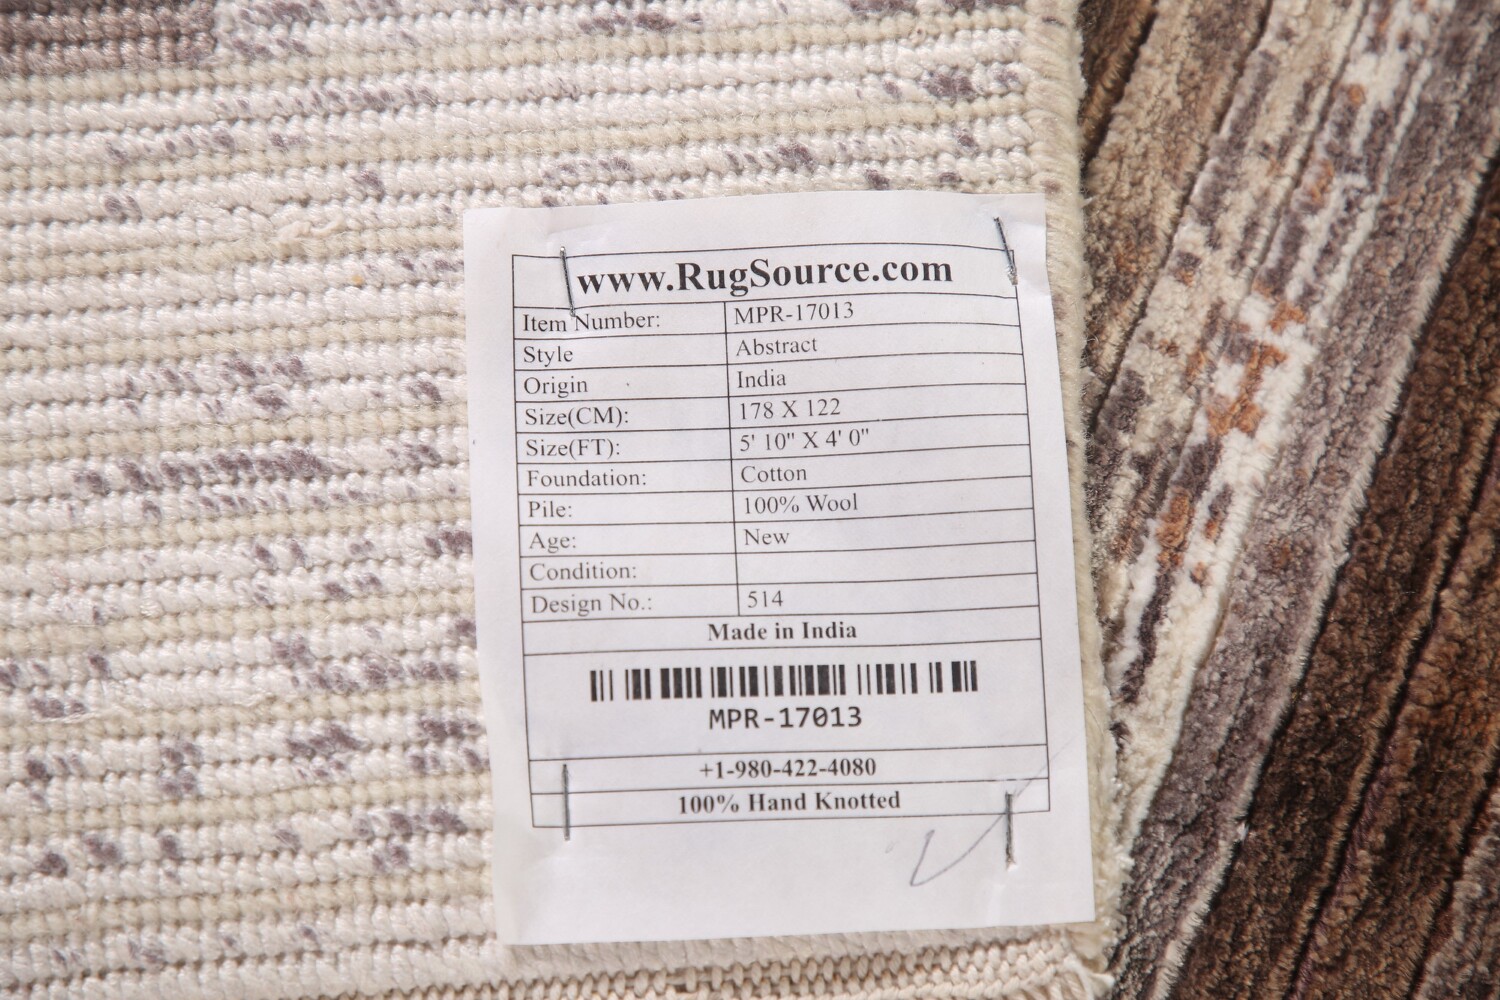 www.RugSource.com
Item Number: MPR-17013
Style Abstract
Origin India
Size(CM): 178 X 122
Size(FT): 5' 10" X 4' 0"
Foundation: Cotton
Pile: 100% Wool
Age: New
Condition:
Design No.: 514
Made in India
MPR-17013
+1-980-422-4080
100% Hand Knotted